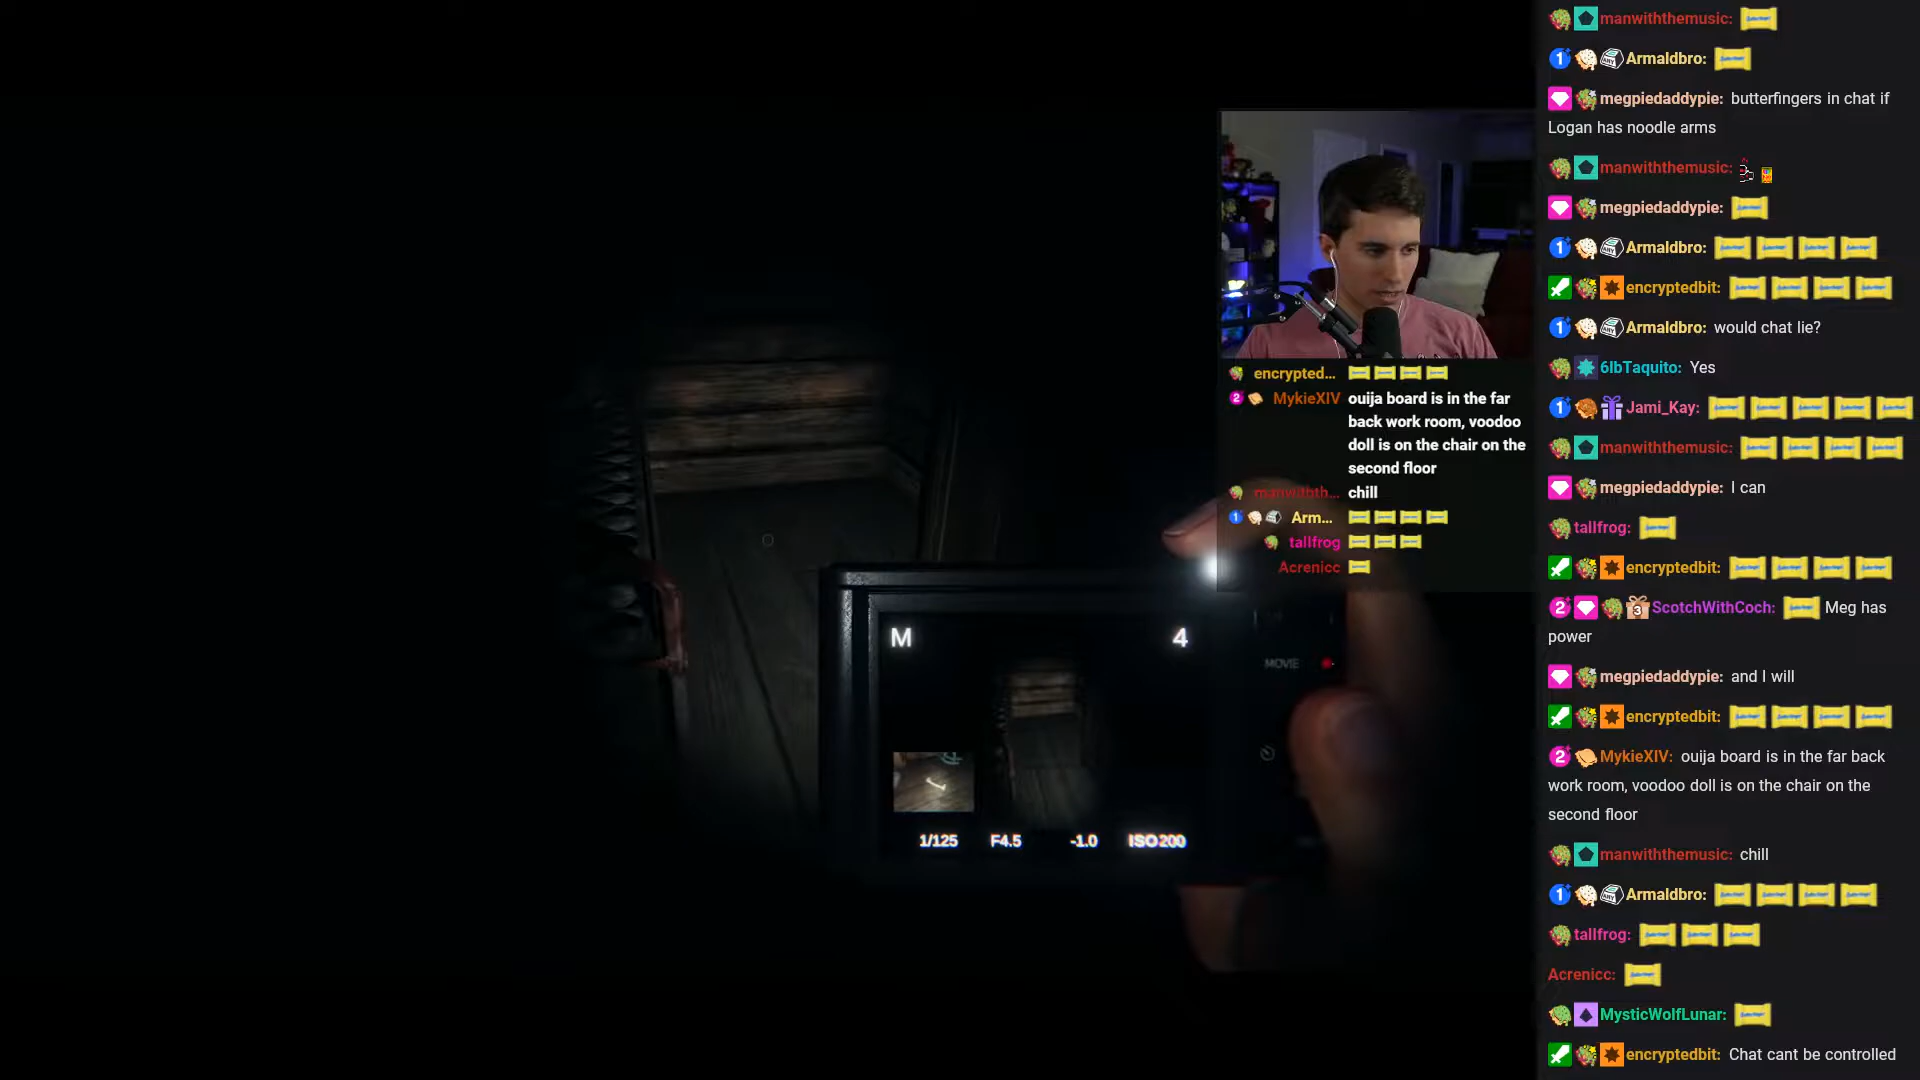 manwiththemusic:
Armaldbro:
megpiedaddypie: butterfingers in chat if
Logan has noodle arms
manwiththemusic:
megpiedaddypie:
Armaldbro:
encryptedbit:
Armaldbro: would chat lie?
6lbTaquito: Yes
Jami_Kay:
manwiththemusic:
megpiedaddypie: I can
tallfrog:
encryptedbit:
ScotchWithCoch: Meg has
power
megpiedaddypie: and I will
encryptedbit:
MykieXIV: ouija board is in the far back
work room, voodoo doll is on the chair on the
second floor
manwiththemusic: chill
Armaldbro:
tallfrog:
Acrenicc:
MysticWolfLunar:
encryptedbit: Chat cant be controlled
encrypted...
MykieXIV ouija board is in the far
back work room, voodoo
doll is on the chair on the
second floor
manwithth... chill
Arm...
tallfrog
Acrenicc
M 4
MOVIE
1/125 F4.5 -1.0 ISO200